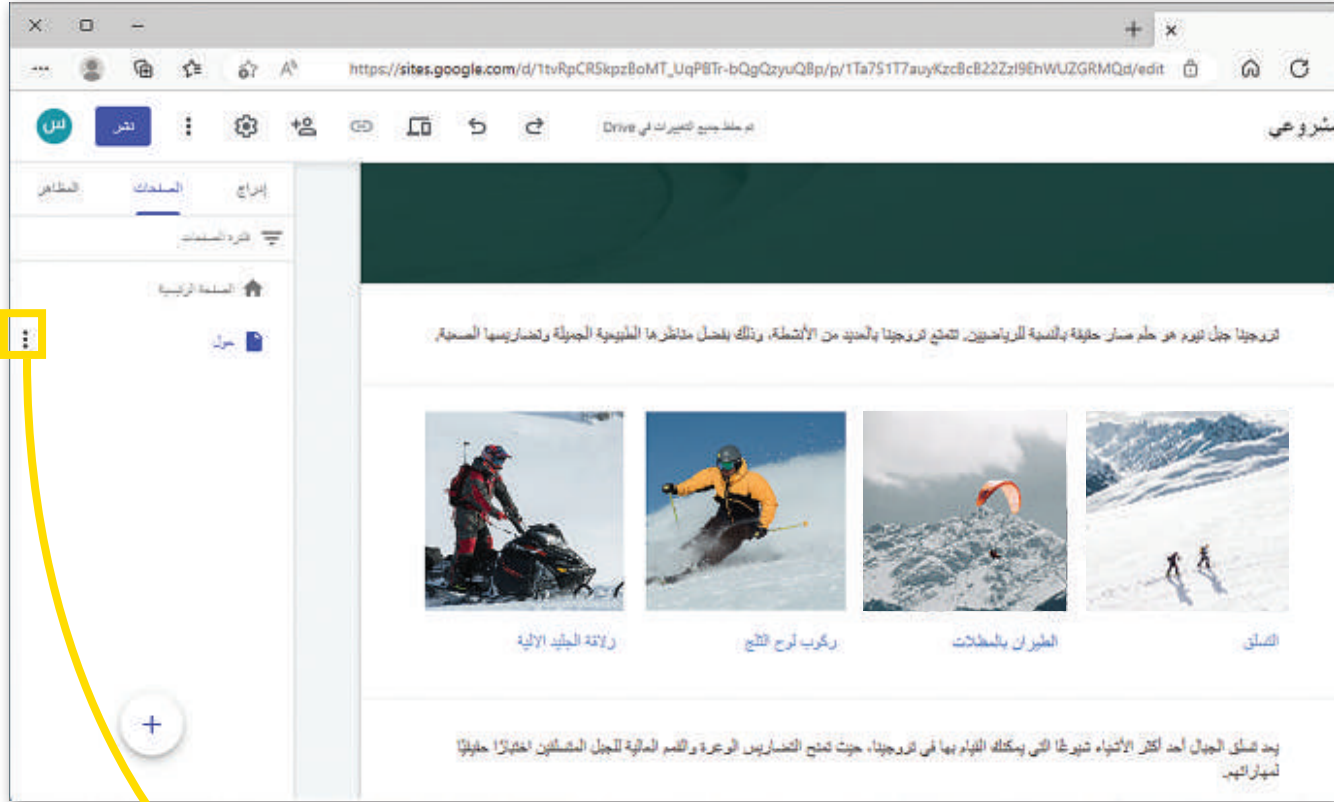 https://sites.google.com/d/1tvRpCR5kpzBoMT_UqPBTr-bQgQzyuQBp/p/1Ta7S1T7auyKzcBcB22ZzI9EhWUZGRMQd/edit
مشروعي
تم حفظ جميع التغييرات في Drive
نشر
س
إدراج
الصفحات
المظاهر
فلترة الصفحات
الصفحة الرئيسية
حول
تروجينا جبل نيوم هو حلم مسار حقيقة بالنسبة للرياضيين. تتمتع تروجينا بالعديد من الأنشطة، وذلك بفضل مناظرها الطبيعية الجميلة وتضاريسها الصعبة.
التسلق
الطيران بالمظلات
ركوب لوح الثلج
زلاقة الجليد الآلية
يعد تسلق الجبال أحد أكثر الأشياء شيوعًا التي يمكنك القيام بها في تروجينا، حيث تمنح التضاريس الوعرة والقمم العالية للجبل المتسلقين اختبارًا حقيقيًا
لمهاراتهم.